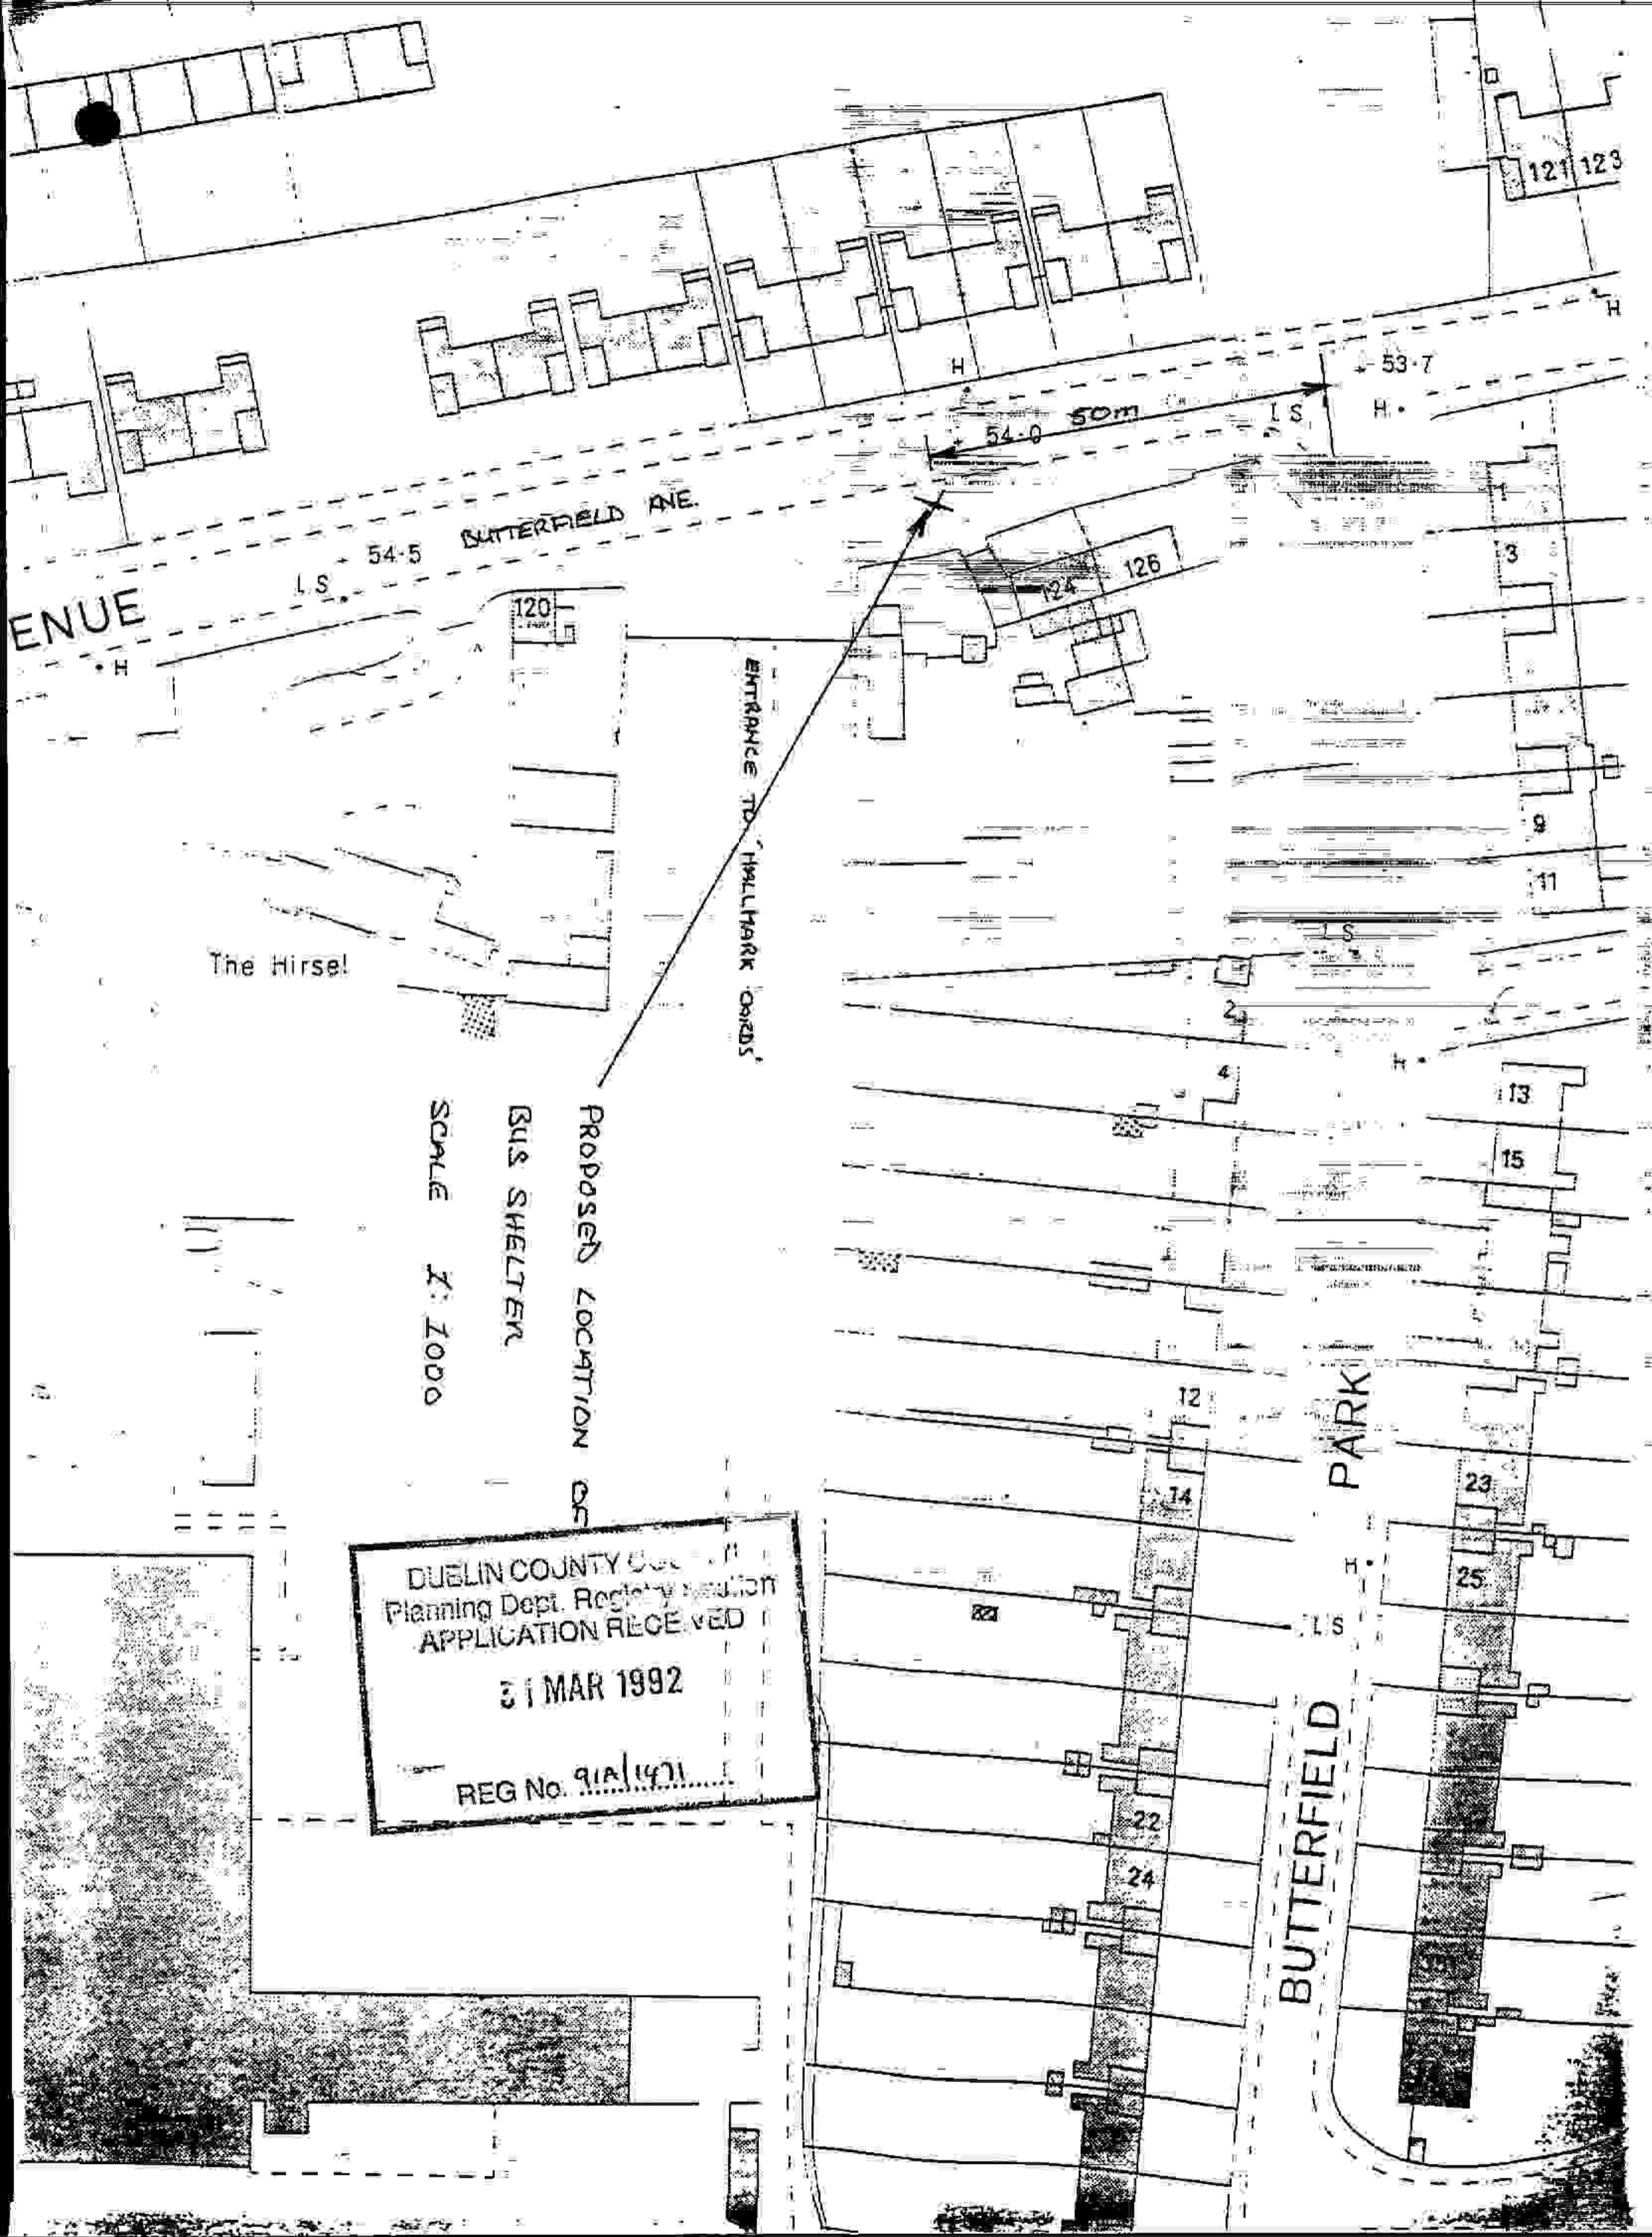 121 123
H
H
53·7
50m
L S
H
54·0
BUTTERFIELD AVE.
54·5
L S
ENUE
H
120
124
126
1
3
9
11
ENTRANCE TO 'HALLMARK CARDS'
The Hirsel
L S
2
4
H
13
15
PROPOSED LOCATION OF
BUS SHELTER
SCALE 1:1000
12
14
PARK
23
25
H
L S
DUBLIN COUNTY
Planning Dept. Registry Section
APPLICATION RECEIVED
31 MAR 1992
REG No. 91A/1471
22
24
BUTTERFIELD